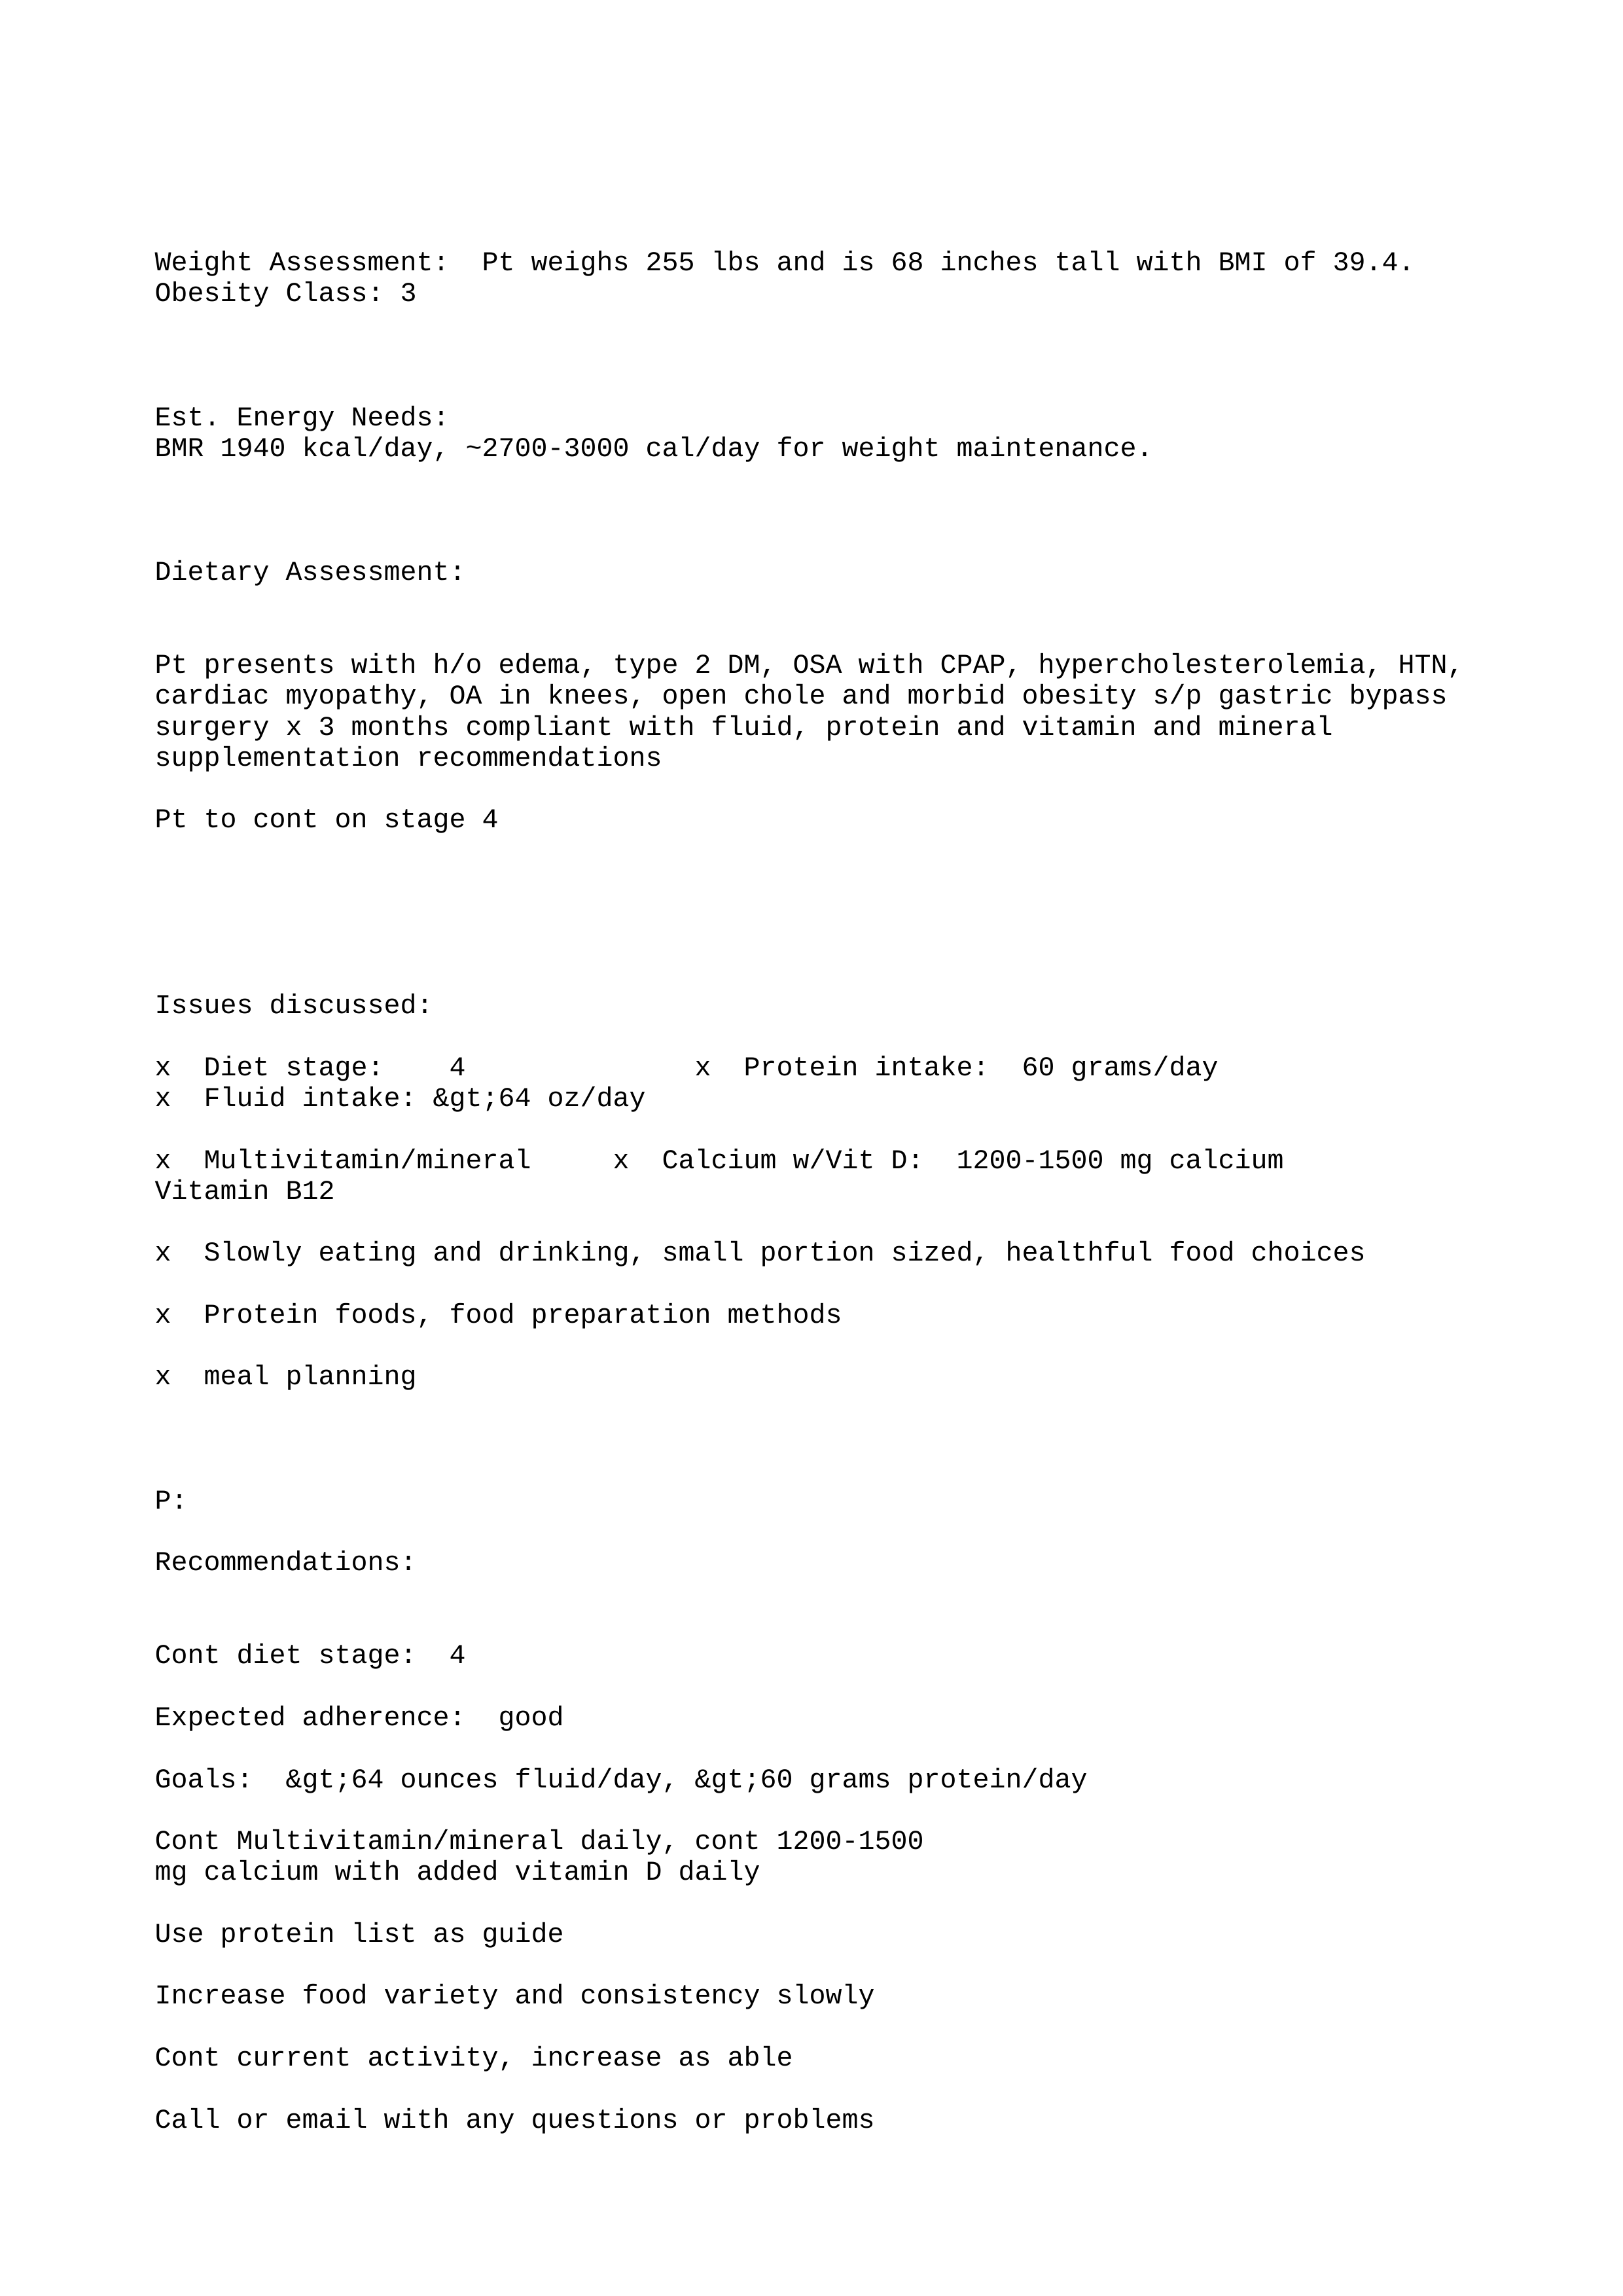 Weight Assessment:  Pt weighs 255 lbs and is 68 inches tall with BMI of 39.4.
Obesity Class: 3
Est. Energy Needs:
BMR 1940 kcal/day, ~2700-3000 cal/day for weight maintenance.
Dietary Assessment:
Pt presents with h/o edema, type 2 DM, OSA with CPAP, hypercholesterolemia, HTN,
cardiac myopathy, OA in knees, open chole and morbid obesity s/p gastric bypass
surgery x 3 months compliant with fluid, protein and vitamin and mineral
supplementation recommendations
Pt to cont on stage 4
Issues discussed:
x  Diet stage:    4              x  Protein intake:  60 grams/day
x  Fluid intake: &gt;64 oz/day
x  Multivitamin/mineral     x  Calcium w/Vit D:  1200-1500 mg calcium
Vitamin B12
x  Slowly eating and drinking, small portion sized, healthful food choices
x  Protein foods, food preparation methods
x  meal planning
P:
Recommendations:
Cont diet stage:  4
Expected adherence:  good
Goals:  &gt;64 ounces fluid/day, &gt;60 grams protein/day
Cont Multivitamin/mineral daily, cont 1200-1500
mg calcium with added vitamin D daily
Use protein list as guide
Increase food variety and consistency slowly
Cont current activity, increase as able
Call or email with any questions or problems